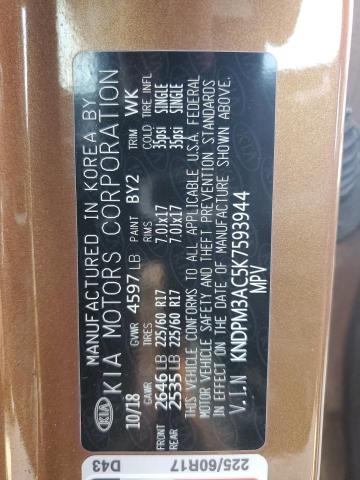 MANUFACTURED IN KOREA BY
KIA KIA MOTORS CORPORATION
10/18 GVWR 4597 LB PAINT BY2 TRIM WK
GAWR TIRES RIMS COLD TIRE INFL
FRONT 2646 LB 225/60 R17 7.0Jx17 35psi SINGLE
REAR 2535 LB 225/60 R17 7.0Jx17 35psi SINGLE
THIS VEHICLE CONFORMS TO ALL APPLICABLE U.S.A. FEDERAL
MOTOR VEHICLE SAFETY AND THEFT PREVENTION STANDARDS
IN EFFECT ON THE DATE OF MANUFACTURE SHOWN ABOVE.
V.I.N KNDPM3AC5K7593944
MPV
D43
225/60R17